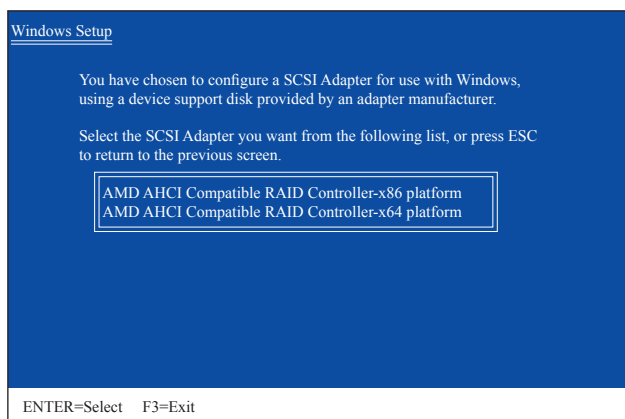 Windows Setup
You have chosen to configure a SCSI Adapter for use with Windows,
using a device support disk provided by an adapter manufacturer.
Select the SCSI Adapter you want from the following list, or press ESC
to return to the previous screen.
AMD AHCI Compatible RAID Controller-x86 platform
AMD AHCI Compatible RAID Controller-x64 platform
ENTER=Select F3=Exit